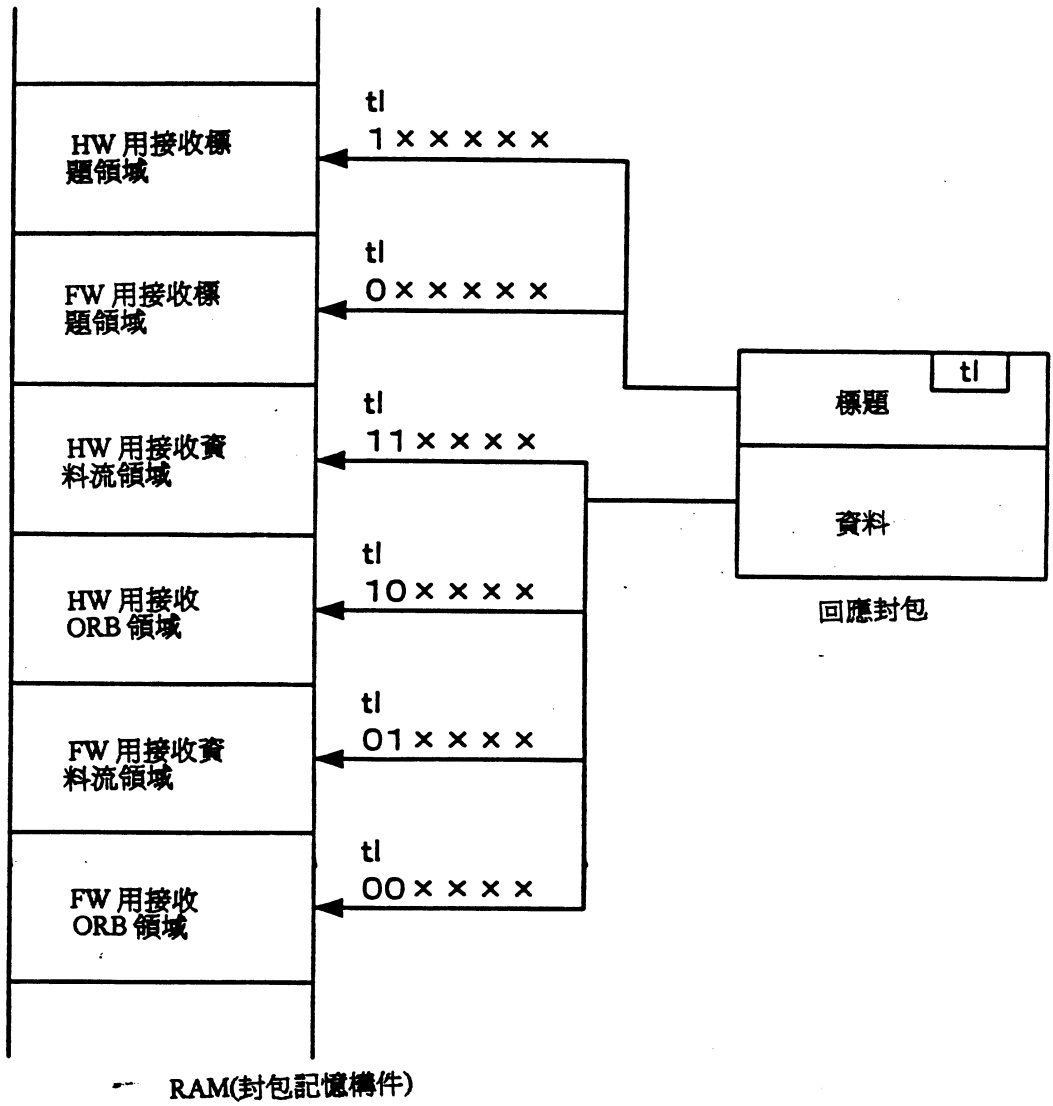 HW 用接收標
題領域
tl
1×××××
FW 用接收標
題領域
tl
0×××××
HW 用接收資
料流領域
tl
11××××
HW 用接收
ORB 領域
tl
10××××
FW 用接收資
料流領域
tl
01××××
FW 用接收
ORB 領域
tl
00××××
tl
標題
資料
回應封包
RAM(封包記憶構件)